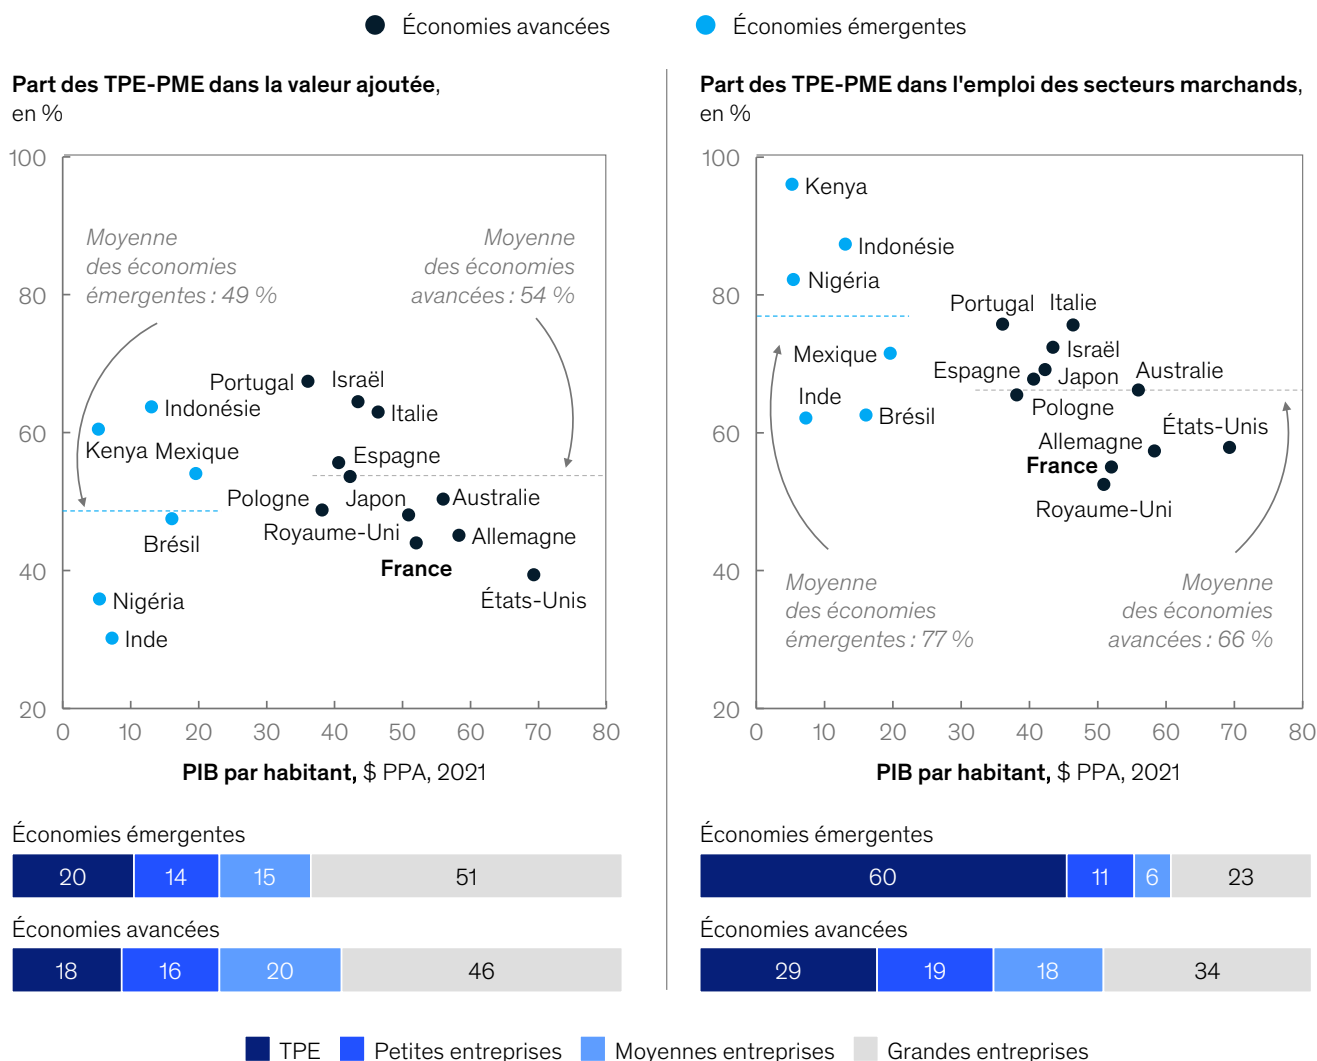 Économies avancées
Économies émergentes
Part des TPE-PME dans la valeur ajoutée,
en %
100
80
60
40
20
0 10 20 30 40 50 60 70 80
Moyenne
des économies
émergentes : 49 %
Moyenne
des économies
avancées : 54 %
Portugal
Israël
Indonésie
Italie
Kenya
Mexique
Espagne
Pologne
Japon
Australie
Brésil
Royaume-Uni
Allemagne
France
Nigéria
États-Unis
Inde
PIB par habitant, $ PPA, 2021
Économies émergentes
20 14 15 51
Économies avancées
18 16 20 46
Part des TPE-PME dans l'emploi des secteurs marchands,
en %
100
80
60
40
20
0 10 20 30 40 50 60 70 80
Kenya
Indonésie
Nigéria
Portugal
Italie
Mexique
Israël
Espagne
Japon
Australie
Inde
Brésil
Pologne
États-Unis
Allemagne
France
Royaume-Uni
Moyenne
des économies
émergentes : 77 %
Moyenne
des économies
avancées : 66 %
PIB par habitant, $ PPA, 2021
Économies émergentes
60 11 6 23
Économies avancées
29 19 18 34
TPE
Petites entreprises
Moyennes entreprises
Grandes entreprises